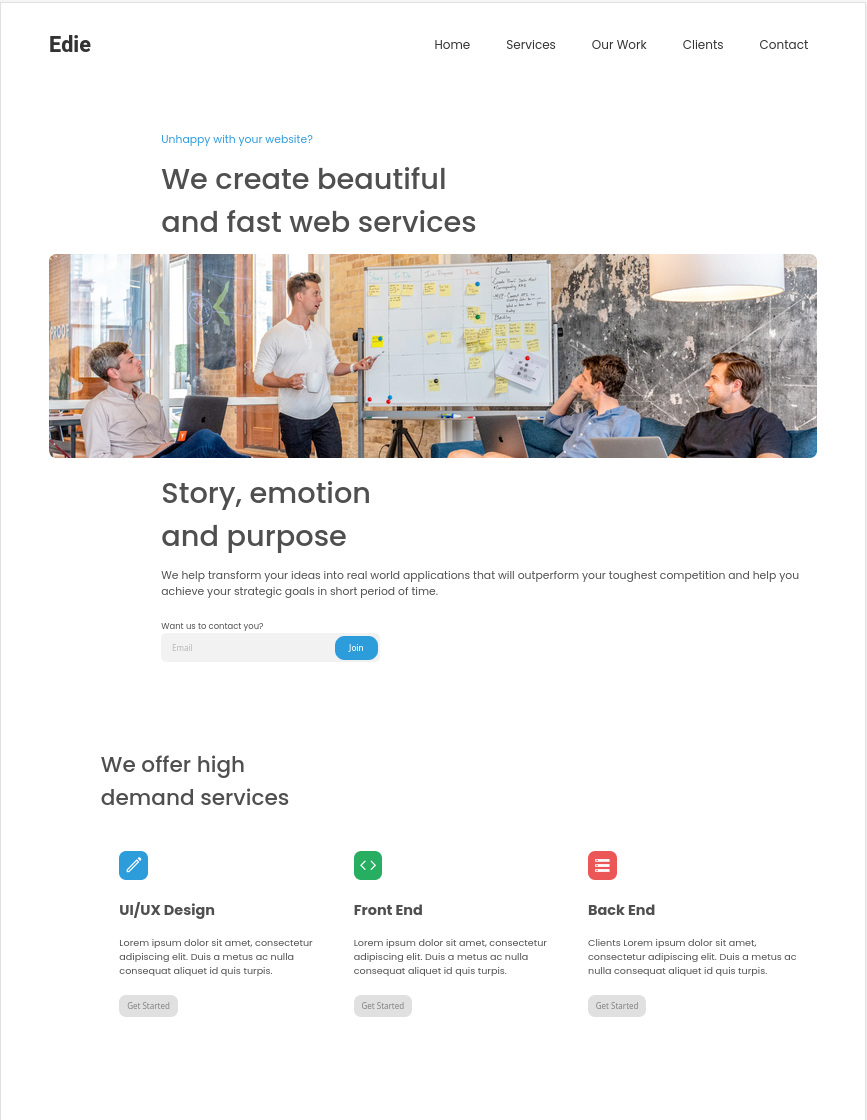 Edie
Home Services Our Work Clients Contact
Unhappy with your website?
We create beautiful
and fast web services
Story, emotion
and purpose
We help transform your ideas into real world applications that will outperform your toughest competition and help you
achieve your strategic goals in short period of time.
Want us to contact you?
Email Join
We offer high
demand services
UI/UX Design
Lorem ipsum dolor sit amet, consectetur
adipiscing elit. Duis a metus ac nulla
consequat aliquet id quis turpis.
Get Started
Front End
Lorem ipsum dolor sit amet, consectetur
adipiscing elit. Duis a metus ac nulla
consequat aliquet id quis turpis.
Get Started
Back End
Clients Lorem ipsum dolor sit amet,
consectetur adipiscing elit. Duis a metus ac
nulla consequat aliquet id quis turpis.
Get Started